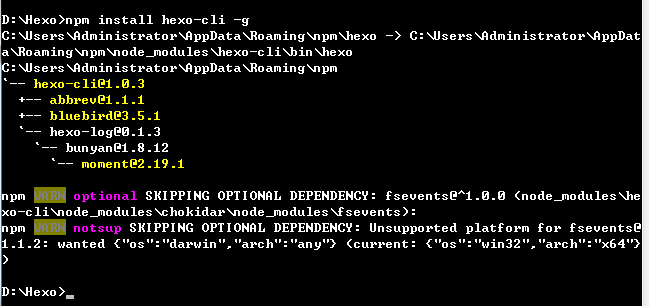 D:\Hexo>npm install hexo-cli -g
C:\Users\Administrator\AppData\Roaming\npm\hexo -> C:\Users\Administrator\AppDat
a\Roaming\npm\node_modules\hexo-cli\bin\hexo
C:\Users\Administrator\AppData\Roaming\npm
`-- hexo-cli@1.0.3
+-- abbrev@1.1.1
+-- bluebird@3.5.1
`-- hexo-log@0.1.3
`-- bunyan@1.8.12
`-- moment@2.19.1
npm WARN optional SKIPPING OPTIONAL DEPENDENCY: fsevents@^1.0.0 (node_modules\he
xo-cli\node_modules\chokidar\node_modules\fsevents):
npm WARN notsup SKIPPING OPTIONAL DEPENDENCY: Unsupported platform for fsevents@
1.1.2: wanted {"os":"darwin","arch":"any"} (current: {"os":"win32","arch":"x64"}
)
D:\Hexo>_